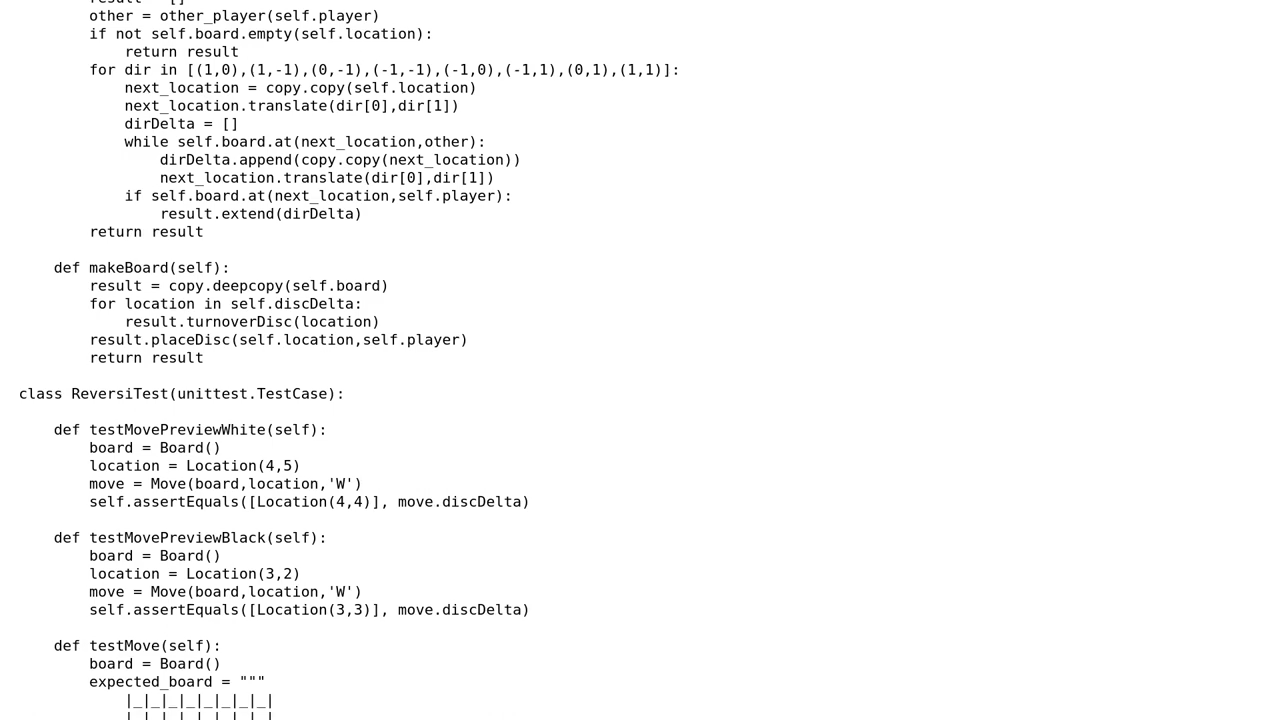 result = []
other = other_player(self.player)
if not self.board.empty(self.location):
return result
for dir in [(1,0),(1,-1),(0,-1),(-1,-1),(-1,0),(-1,1),(0,1),(1,1)]:
next_location = copy.copy(self.location)
next_location.translate(dir[0],dir[1])
dirDelta = []
while self.board.at(next_location,other):
dirDelta.append(copy.copy(next_location))
next_location.translate(dir[0],dir[1])
if self.board.at(next_location,self.player):
result.extend(dirDelta)
return result
def makeBoard(self):
result = copy.deepcopy(self.board)
for location in self.discDelta:
result.turnoverDisc(location)
result.placeDisc(self.location,self.player)
return result
class ReversiTest(unittest.TestCase):
def testMovePreviewWhite(self):
board = Board()
location = Location(4,5)
move = Move(board,location,'W')
self.assertEquals([Location(4,4)], move.discDelta)
def testMovePreviewBlack(self):
board = Board()
location = Location(3,2)
move = Move(board,location,'W')
self.assertEquals([Location(3,3)], move.discDelta)
def testMove(self):
board = Board()
expected_board = """
|_|_|_|_|_|_|_|_|
|_|_|_|_|_|_|_|_|